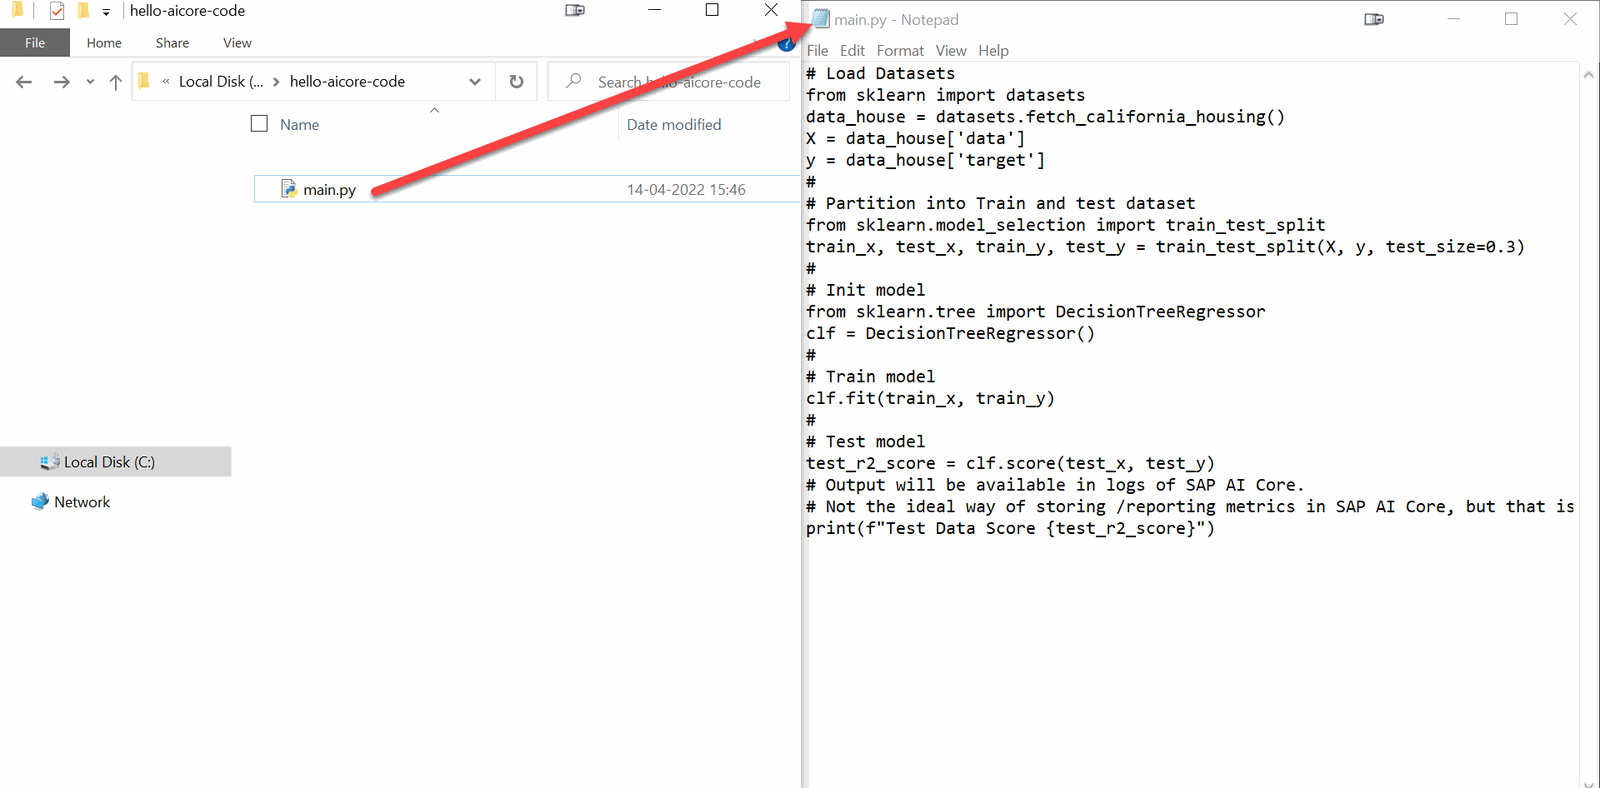 hello-aicore-code
File Home Share View
« Local Disk (... > hello-aicore-code
Search hello-aicore-code
Name Date modified
main.py 14-04-2022 15:46
Local Disk (C:)
Network
main.py - Notepad
File Edit Format View Help
# Load Datasets
from sklearn import datasets
data_house = datasets.fetch_california_housing()
X = data_house['data']
y = data_house['target']
#
# Partition into Train and test dataset
from sklearn.model_selection import train_test_split
train_x, test_x, train_y, test_y = train_test_split(X, y, test_size=0.3)
#
# Init model
from sklearn.tree import DecisionTreeRegressor
clf = DecisionTreeRegressor()
#
# Train model
clf.fit(train_x, train_y)
#
# Test model
test_r2_score = clf.score(test_x, test_y)
# Output will be available in logs of SAP AI Core.
# Not the ideal way of storing /reporting metrics in SAP AI Core, but that is
print(f"Test Data Score {test_r2_score}")